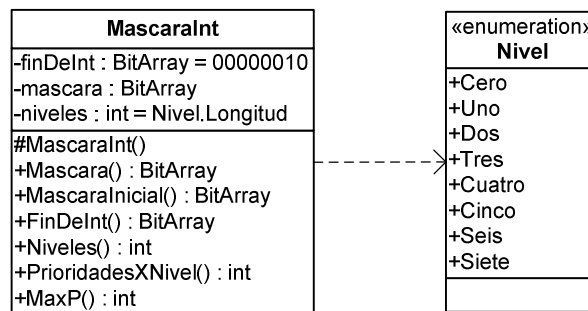 MascaraInt
-finDeInt : BitArray = 00000010
-mascara : BitArray
-niveles : int = Nivel.Longitud
#MascaraInt()
+Mascara() : BitArray
+MascaraInicial() : BitArray
+FinDeInt() : BitArray
+Niveles() : int
+PrioridadesXNivel() : int
+MaxP() : int
«enumeration»
Nivel
+Cero
+Uno
+Dos
+Tres
+Cuatro
+Cinco
+Seis
+Siete